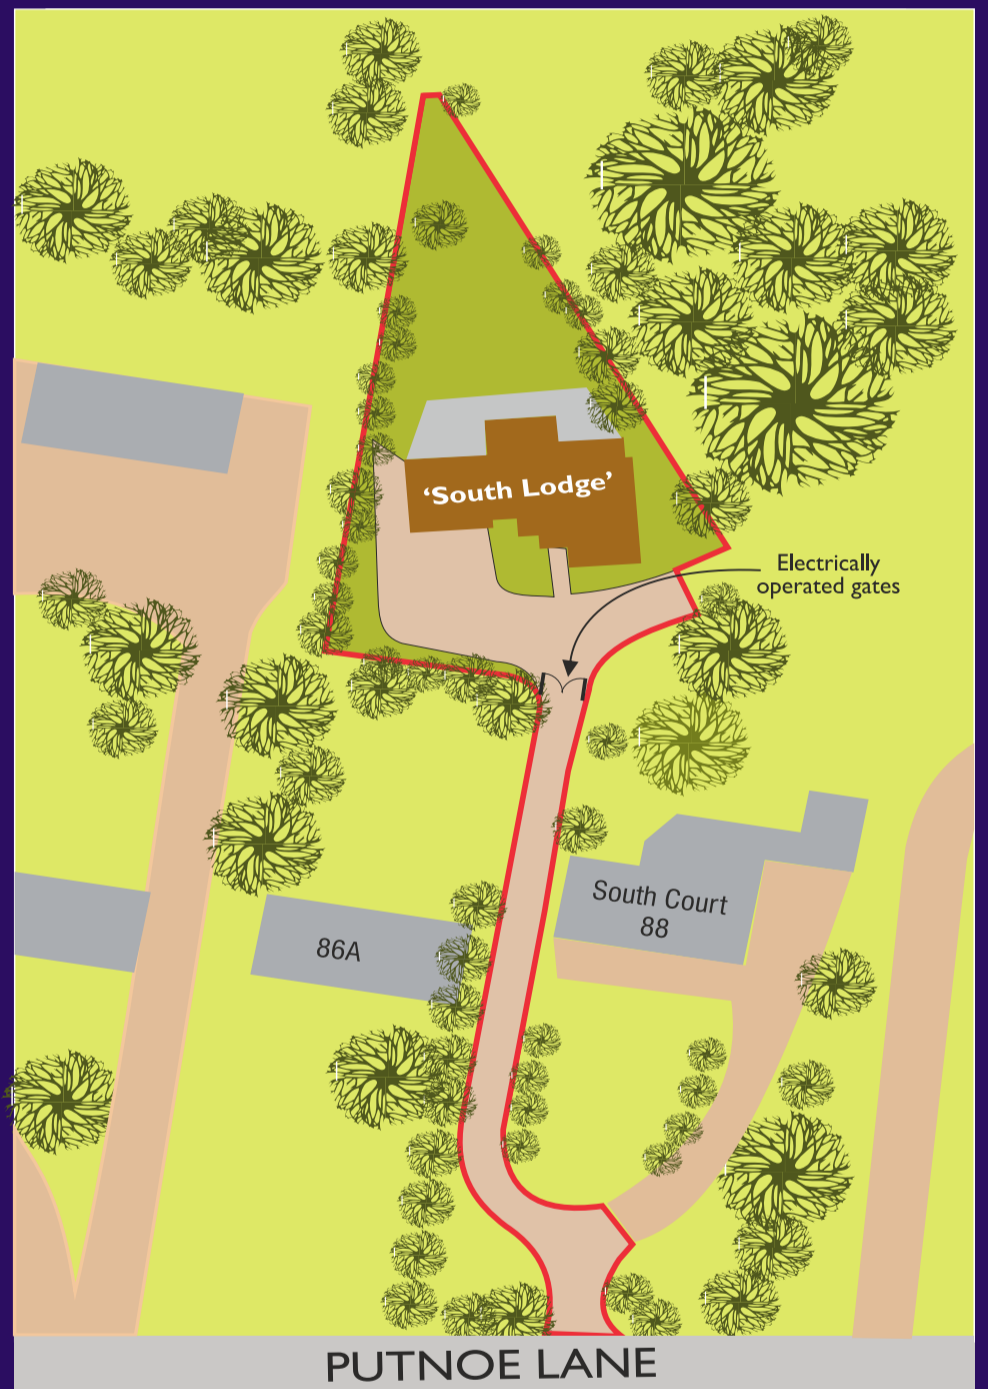 ‘South Lodge’
Electrically
operated gates
South Court
88
86A
PUTNOE LANE